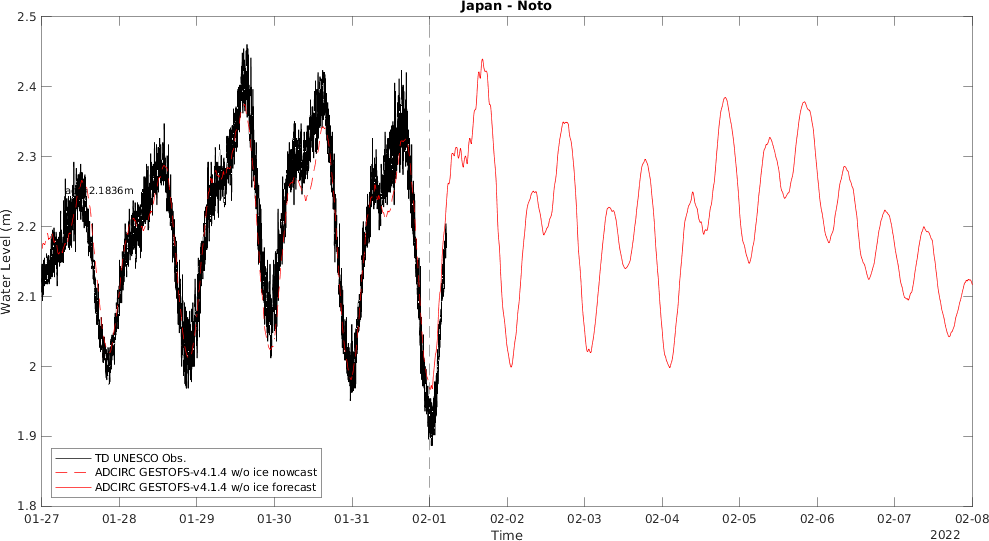 Japan - Noto
2.5
2.4
2.3
2.2
2.1
2
1.9
1.8
Water Level (m)
2.1836m
TD UNESCO Obs.
ADCIRC GESTOFS-v4.1.4 w/o ice nowcast
ADCIRC GESTOFS-v4.1.4 w/o ice forecast
01-27 01-28 01-29 01-30 01-31 02-01 02-02 02-03 02-04 02-05 02-06 02-07 02-08
Time
2022